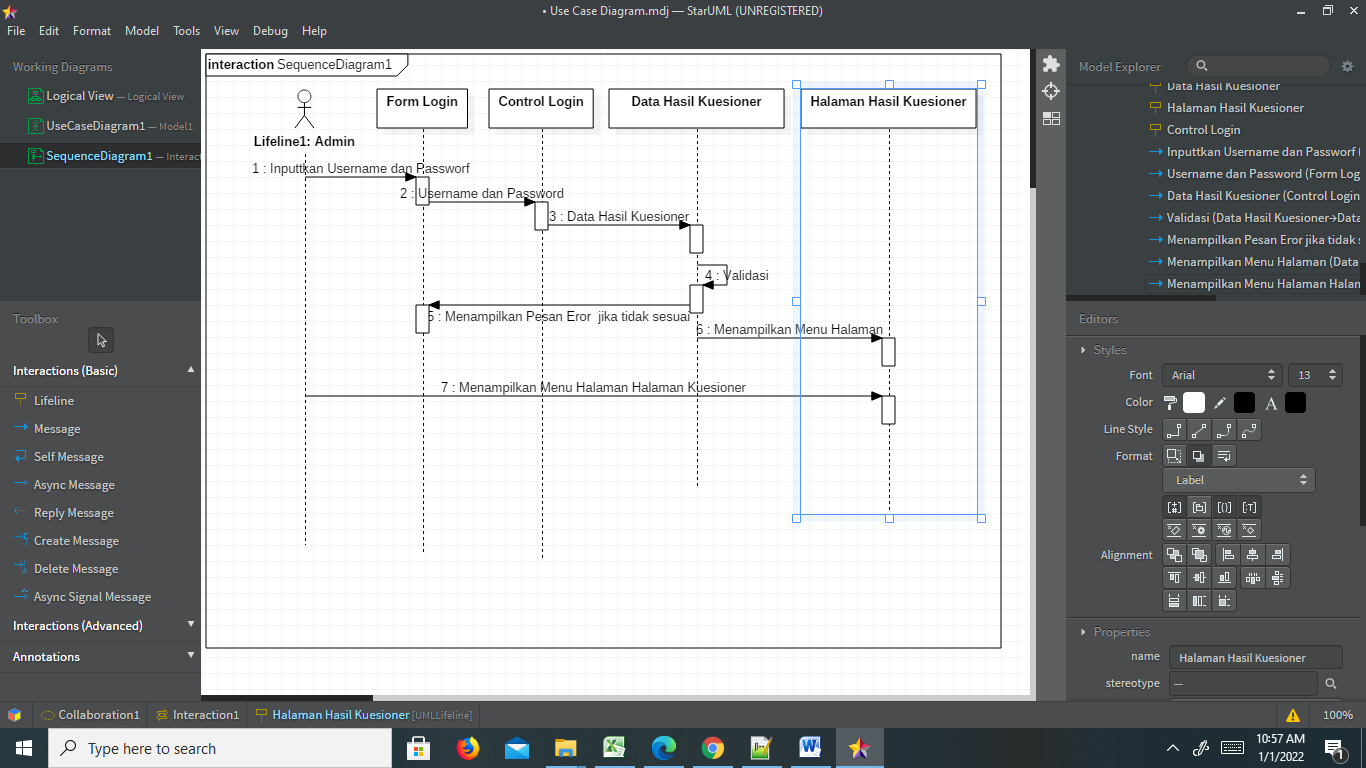 • Use Case Diagram.mdj — StarUML (UNREGISTERED)
File Edit Format Model Tools View Debug Help
Working Diagrams
Logical View — Logical View
UseCaseDiagram1 — Model1
SequenceDiagram1 — Interact
Toolbox
Interactions (Basic)
Lifeline
Message
Self Message
Async Message
Reply Message
Create Message
Delete Message
Async Signal Message
Interactions (Advanced)
Annotations
interaction SequenceDiagram1
Form Login
Control Login
Data Hasil Kuesioner
Halaman Hasil Kuesioner
Lifeline1: Admin
1 : Inputtkan Username dan Passworf
2 : Username dan Password
3 : Data Hasil Kuesioner
4 : Validasi
5 : Menampilkan Pesan Eror  jika tidak sesuai
6 : Menampilkan Menu Halaman
7 : Menampilkan Menu Halaman Halaman Kuesioner
Model Explorer
Data Hasil Kuesioner
Halaman Hasil Kuesioner
Control Login
Inputtkan Username dan Passworf (
Username dan Password (Form Log
Data Hasil Kuesioner (Control Login
Validasi (Data Hasil Kuesioner→Data
Menampilkan Pesan Eror jika tidak s
Menampilkan Menu Halaman (Data
Menampilkan Menu Halaman Halan
Editors
Styles
Font Arial 13
Color A
Line Style
Format
Label
Alignment
Properties
name Halaman Hasil Kuesioner
stereotype —
Collaboration1 Interaction1 Halaman Hasil Kuesioner [UMLLifeline] 100%
Type here to search
10:57 AM
1/1/2022
1